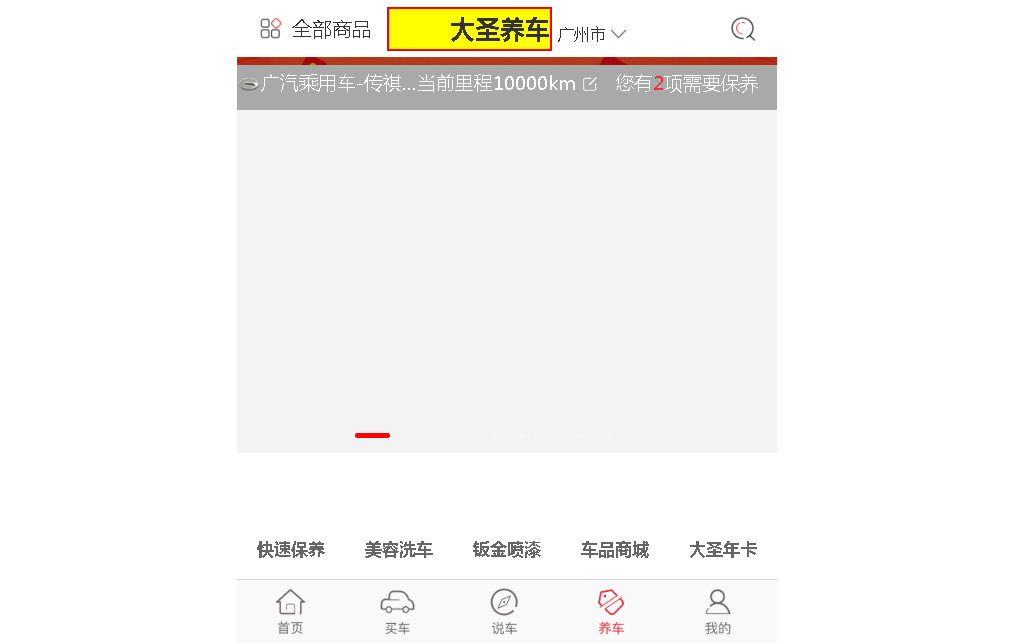 全部商品 大圣养车 广州市
广汽乘用车-传祺...当前里程10000km 您有2项需要保养
快速保养 美容洗车 钣金喷漆 车品商城 大圣年卡
首页 买车 说车 养车 我的